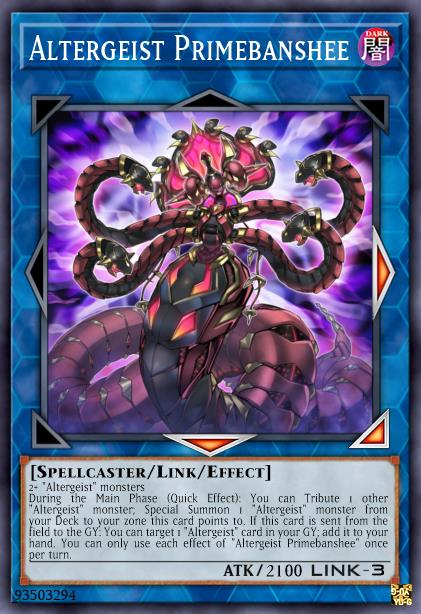 ALTERGEIST PRIMEBANSHEE
DARK
闇
[SPELLCASTER/LINK/EFFECT]
2+ "Altergeist" monsters
During the Main Phase (Quick Effect): You can Tribute 1 other
"Altergeist" monster; Special Summon 1 "Altergeist" monster from
your Deck to your zone this card points to. If this card is sent from the
field to the GY: You can target 1 "Altergeist" card in your GY; add it to your
hand. You can only use each effect of "Altergeist Primebanshee" once
per turn.
ATK/2100 LINK-3
93503294